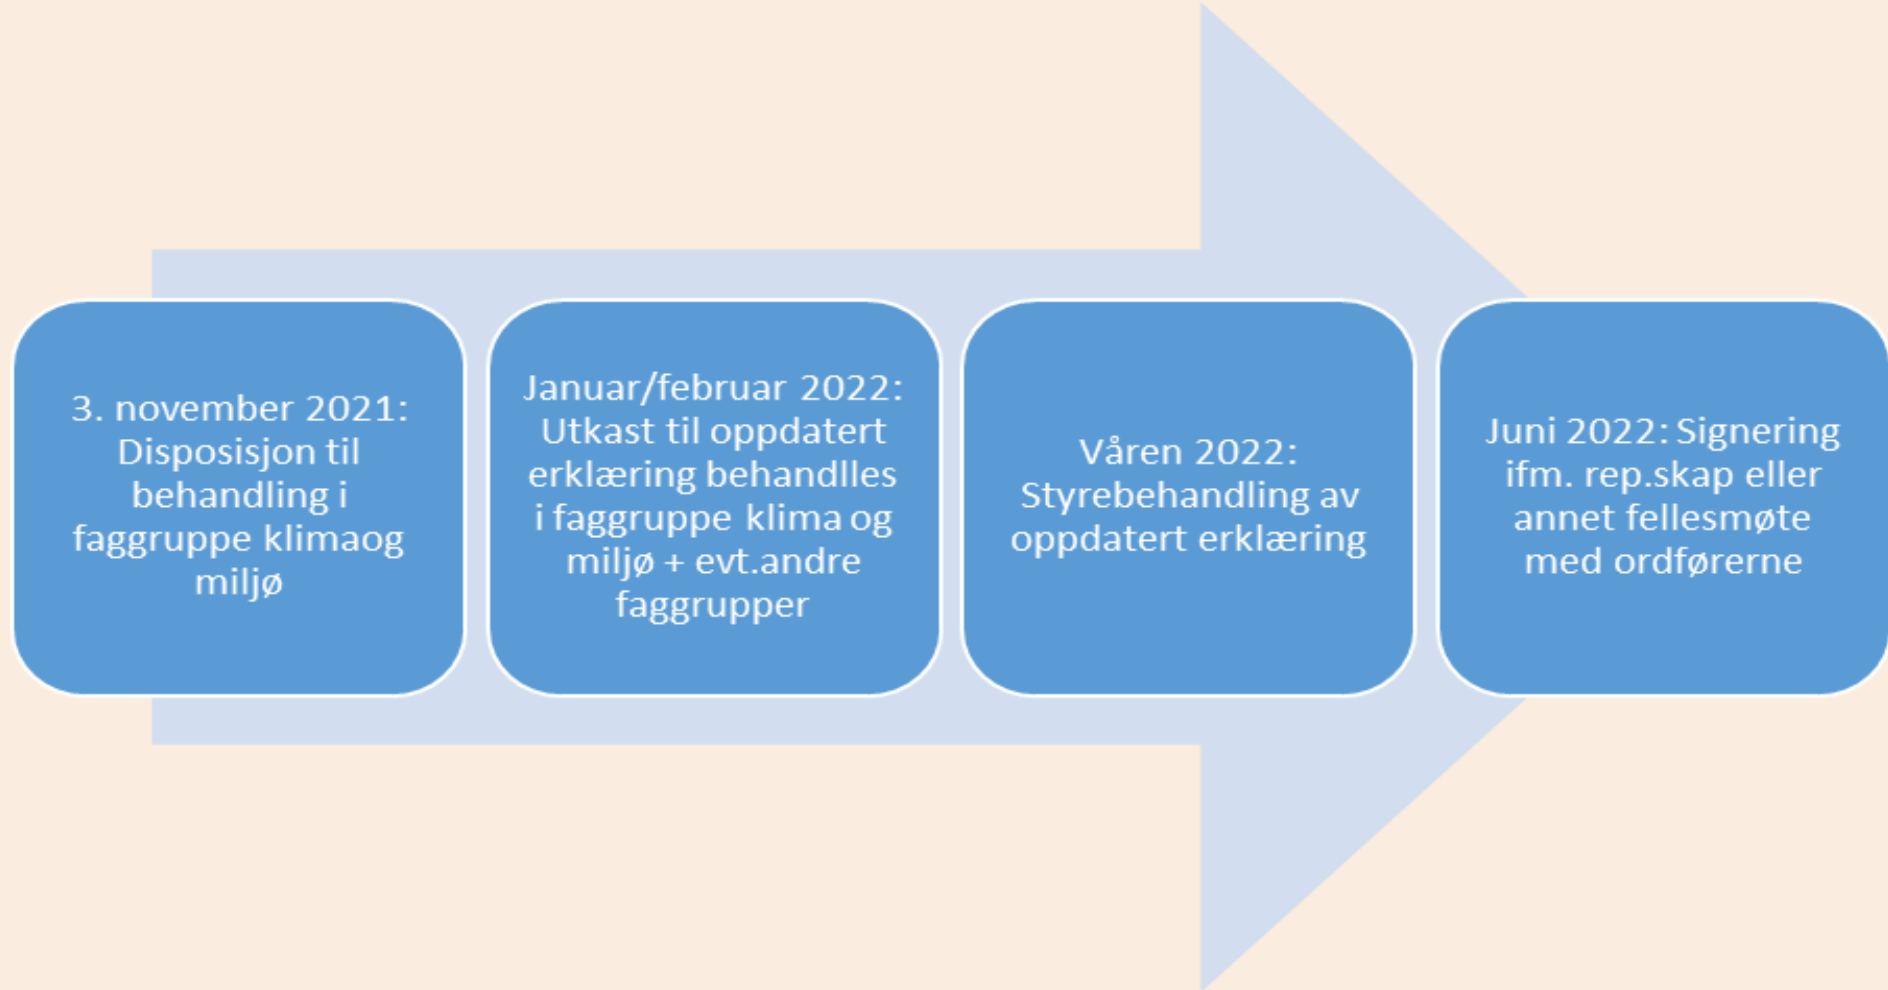 3. november 2021:
Disposisjon til
behandling i
faggruppe klimaog
miljø
Januar/februar 2022:
Utkast til oppdatert
erklæring behandlles
i faggruppe klima og
miljø + evt.andre
faggrupper
Våren 2022:
Styrebehandling av
oppdatert erklæring
Juni 2022: Signering
ifm. rep.skap eller
annet fellesmøte
med ordførerne